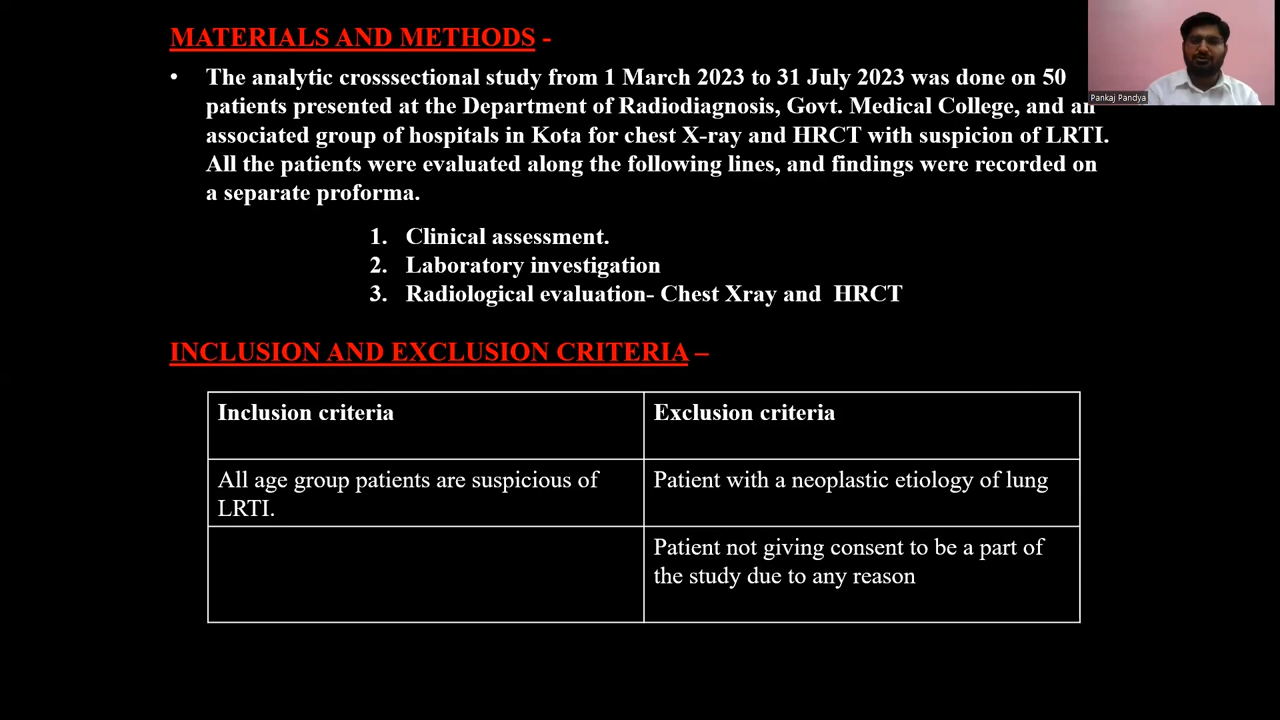 MATERIALS AND METHODS -
• The analytic crosssectional study from 1 March 2023 to 31 July 2023 was done on 50
patients presented at the Department of Radiodiagnosis, Govt. Medical College, and an
associated group of hospitals in Kota for chest X-ray and HRCT with suspicion of LRTI.
All the patients were evaluated along the following lines, and findings were recorded on
a separate proforma.
1. Clinical assessment.
2. Laboratory investigation
3. Radiological evaluation- Chest Xray and HRCT
INCLUSION AND EXCLUSION CRITERIA –
Inclusion criteria
Exclusion criteria
All age group patients are suspicious of
LRTI.
Patient with a neoplastic etiology of lung
Patient not giving consent to be a part of
the study due to any reason
Pankaj Pandya